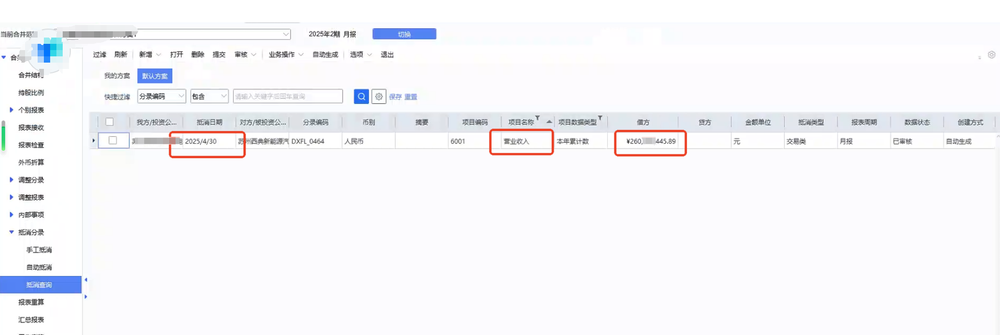 当前合并范
2025年2期 月报
切换
过滤 刷新 新增 打开 删除 提交 审核 业务操作 自动生成 选项 退出
合并
合并结构
持股比例
个别报表
报表接收
报表检查
外币折算
调整分录
调整报表
内部事项
抵消分录
手工抵消
自动抵消
抵消查询
报表重算
汇总报表
我的方案 默认方案
快捷过滤 分录编码 包含 请输入关键字后回车查询 保存 重置
我方/投资公... 抵消日期 对方/被投资公... 分录编码 币别 摘要 项目编码 项目名称 项目数据类型 借方 贷方 金额单位 抵消类型 报表周期 数据状态 创建方式
2025/4/30 苏州西典新能源汽 DXFL_0464 人民币 6001 营业收入 本年累计数 ¥260, 445.89 元 交易类 月报 已审核 自动生成